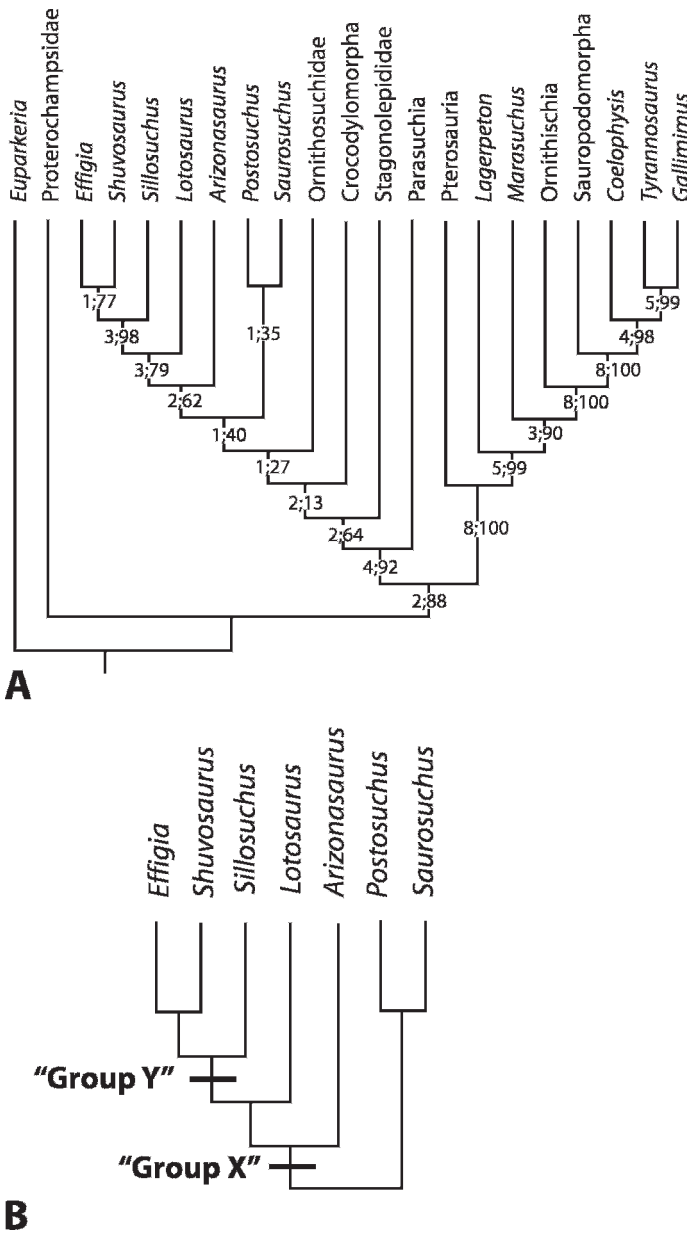 Euparkeria
Proterochampsidae
Effigia
Shuvosaurus
Sillosuchus
Lotosaurus
Arizonasaurus
Postosuchus
Saurosuchus
Ornithosuchidae
Crocodylomorpha
Stagonolepididae
Parasuchia
Pterosauria
Lagerpeton
Marasuchus
Ornithischia
Sauropodomorpha
Coelophysis
Tyrannosaurus
Gallimimus
1;77
5;99
3;98
1;35
4;98
3;79
8;100
2;62
8;100
1;40
3;90
1;27
5;99
2;13
2;64
8;100
4;92
2;88
A
Effigia
Shuvosaurus
Sillosuchus
Lotosaurus
Arizonasaurus
Postosuchus
Saurosuchus
“Group Y”
“Group X”
B